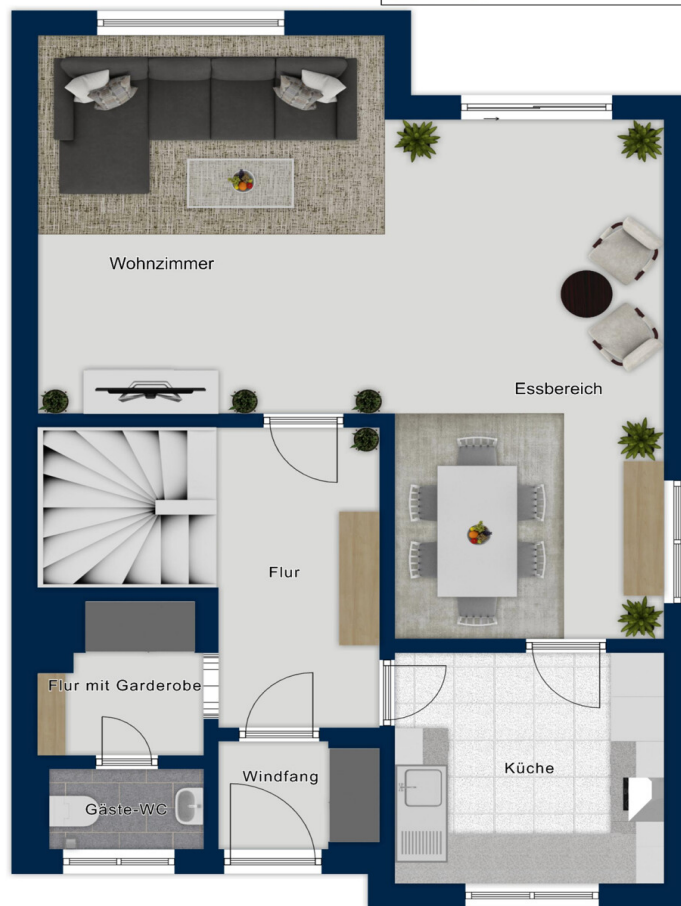 Wohnzimmer
Essbereich
Flur
Flur mit Garderobe
Küche
Windfang
Gäste-WC